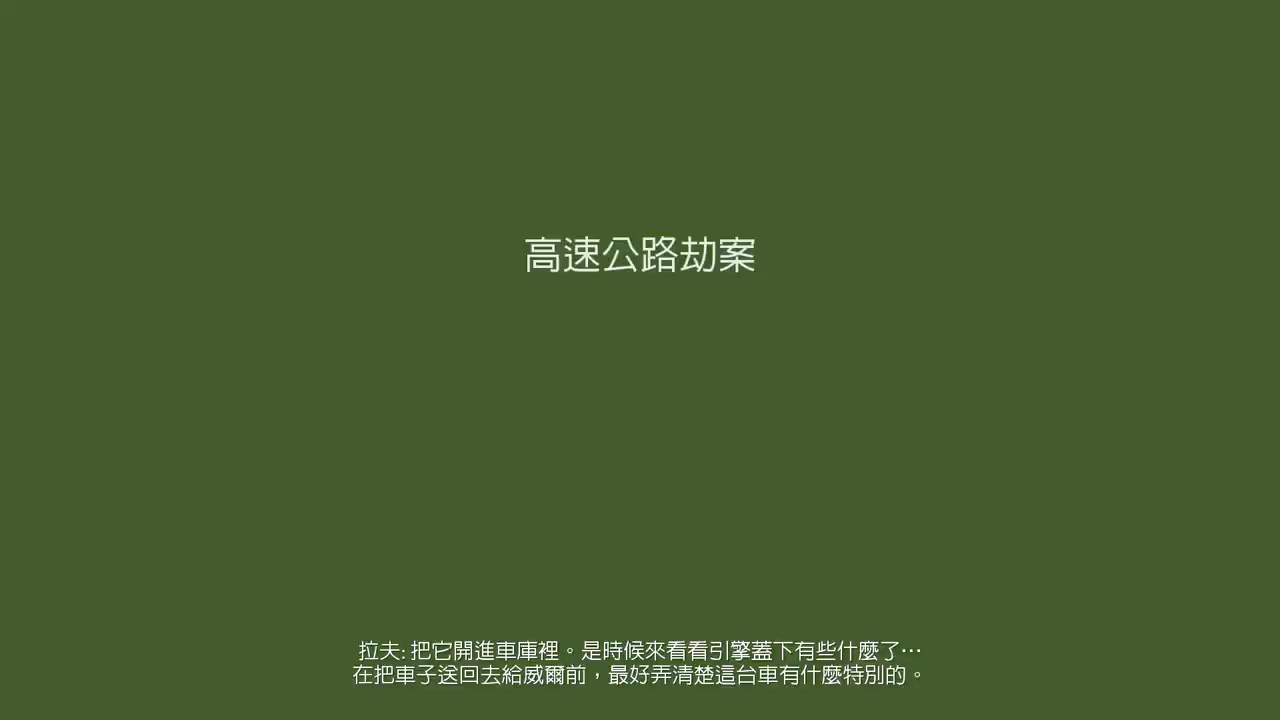 高速公路劫案
拉夫: 把它開進車庫裡。是時候來看看引擎蓋下有些什麼了⋯
在把車子送回去給威爾前，最好弄清楚這台車有什麼特別的。